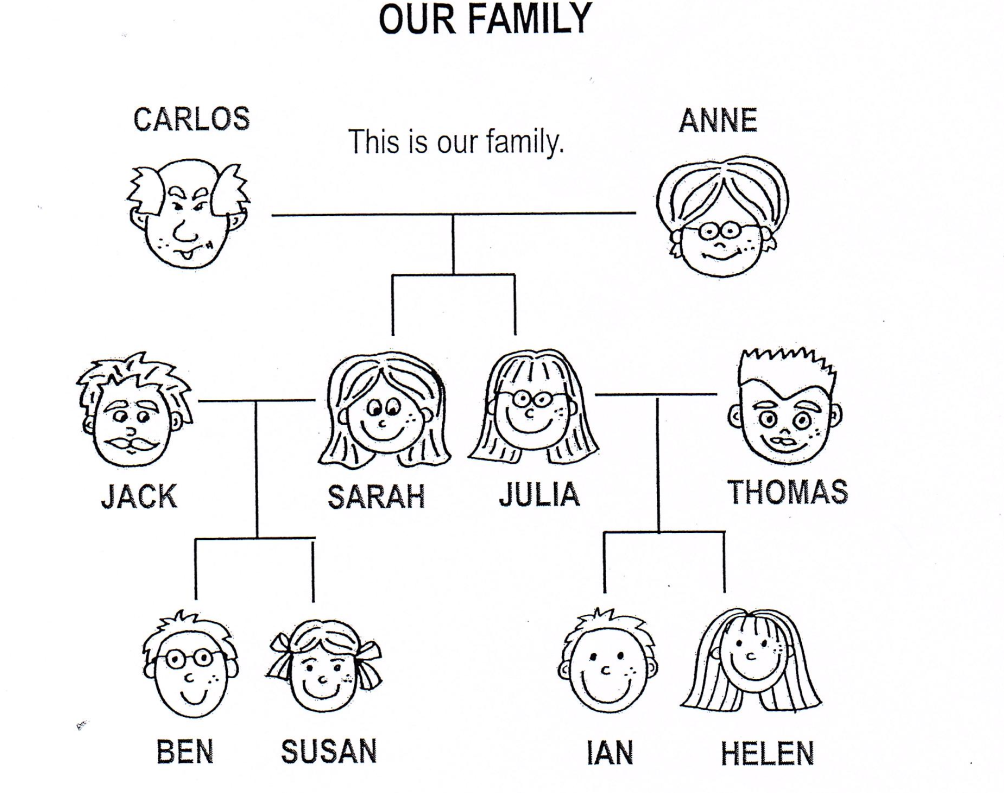 OUR FAMILY
CARLOS
This is our family.
ANNE
JACK
SARAH
JULIA
THOMAS
BEN
SUSAN
IAN
HELEN